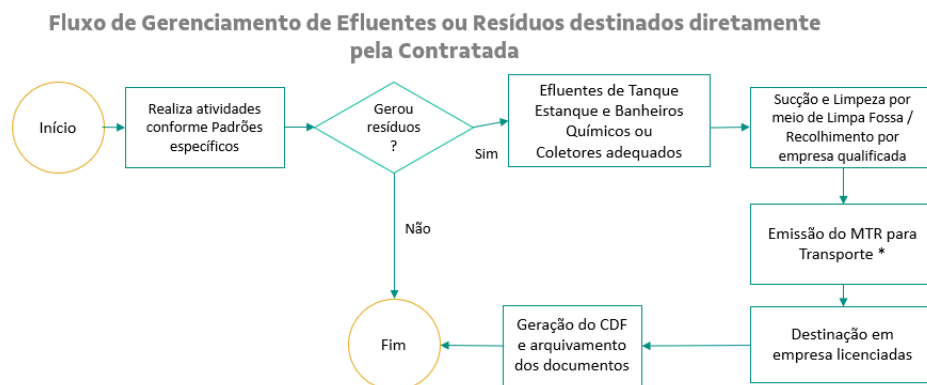 Fluxo de Gerenciamento de Efluentes ou Resíduos destinados diretamente
pela Contratada
Início
Realiza atividades
conforme Padrões
específicos
Gerou
resíduos
?
Sim
Efluentes de Tanque
Estanque e Banheiros
Químicos ou
Coletores adequados
Sucção e Limpeza por
meio de Limpa Fossa /
Recolhimento por
empresa qualificada
Não
Emissão do MTR para
Transporte *
Destinação em
empresa licenciadas
Geração do CDF
e arquivamento
dos documentos
Fim